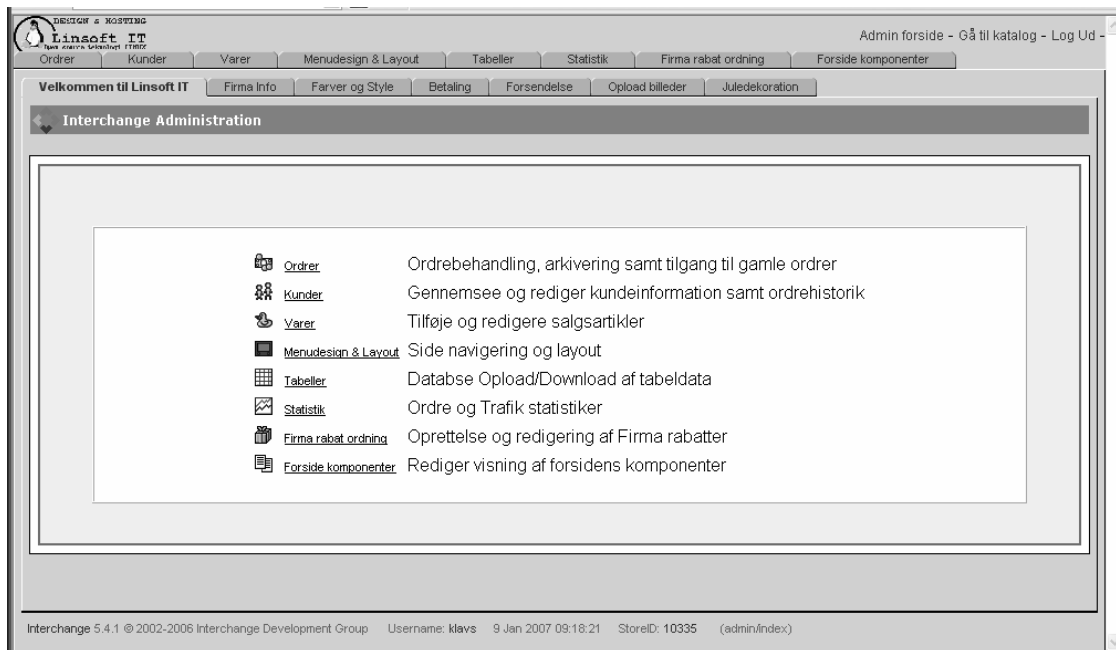 DESIGN & HOSTING
Linsoft IT
Admin forside - Gå til katalog - Log Ud -
Ordrer Kunder Varer Menudesign & Layout Tabeller Statistik Firma rabat ordning Forside komponenter
Velkommen til Linsoft IT Firma Info Farver og Style Betaling Forsendelse Opload billeder Juledekoration
Interchange Administration
Ordrer Ordrebehandling, arkivering samt tilgang til gamle ordrer
Kunder Gennemsee og rediger kundeinformation samt ordrehistorik
Varer Tilføje og redigere salgsartikler
Menudesign & Layout Side navigering og layout
Tabeller Databse Opload/Download af tabeldata
Statistik Ordre og Trafik statistiker
Firma rabat ordning Oprettelse og redigering af Firma rabatter
Forside komponenter Rediger visning af forsidens komponenter
Interchange 5.4.1 © 2002-2006 Interchange Development Group Username: klavs 9 Jan 2007 09:18:21 StoreID: 10335 (admin/index)